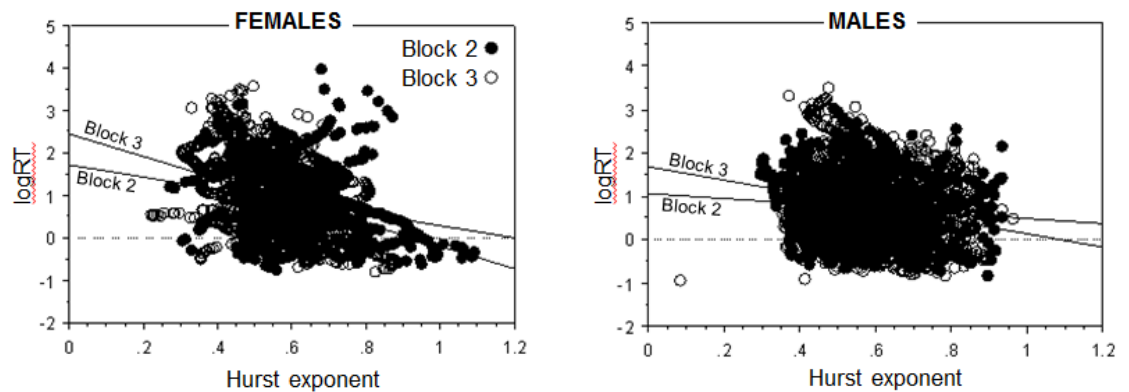 FEMALES
Block 2
Block 3
5
4
3
2
1
0
-1
-2
logRT
Block 3
Block 2
0 .2 .4 .6 .8 1 1.2
Hurst exponent
MALES
5
4
3
2
1
0
-1
-2
logRT
Block 3
Block 2
0 .2 .4 .6 .8 1 1.2
Hurst exponent